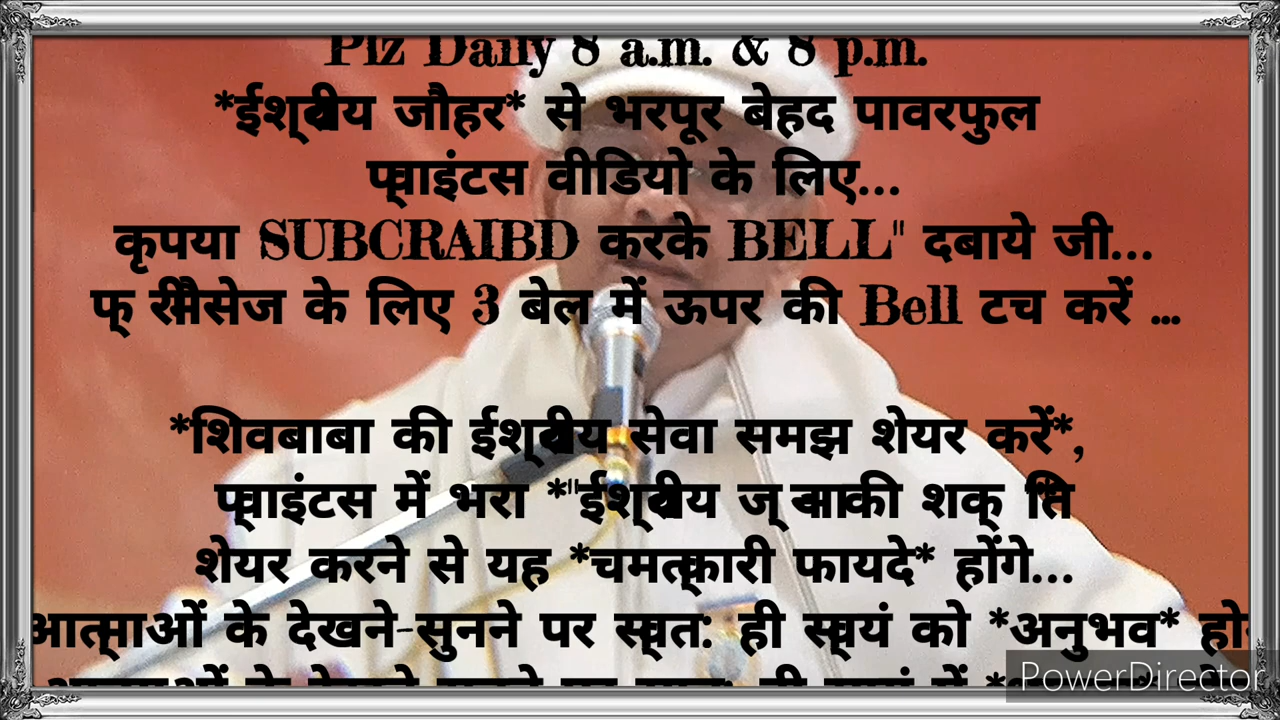 Plz Daily 8 a.m. & 8 p.m.
*ईश्वरीय जौहर* से भरपूर बेहद पावरफुल
प्वाइंटस वीडियो के लिए...
कृपया SUBCRAIBD करके BELL" दबाये जी...
फ्री मैसेज के लिए 3 बेल में ऊपर की Bell टच करें ...
*शिवबाबा की ईश्वरीय सेवा समझ शेयर करें*,
प्वाइंटस में भरा *"ईश्वरीय ज्ञान की शक्ति
शेयर करने से यह *चमत्कारी फायदे* होंगे...
आत्माओं के देखने-सुनने पर स्वत: ही स्वयं को *अनुभव*
PowerDirector